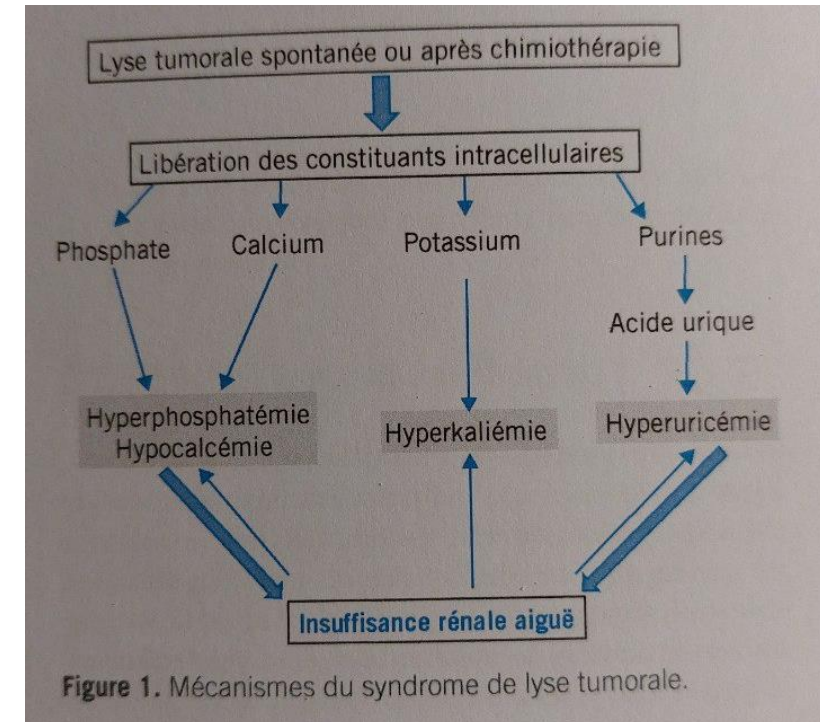 Lyse tumorale spontanée ou après chimiothérapie
Libération des constituants intracellulaires
Phosphate
Calcium
Potassium
Purines
Acide urique
Hyperphosphatémie
Hypocalcémie
Hyperkaliémie
Hyperuricémie
Insuffisance rénale aiguë
Figure 1. Mécanismes du syndrome de lyse tumorale.